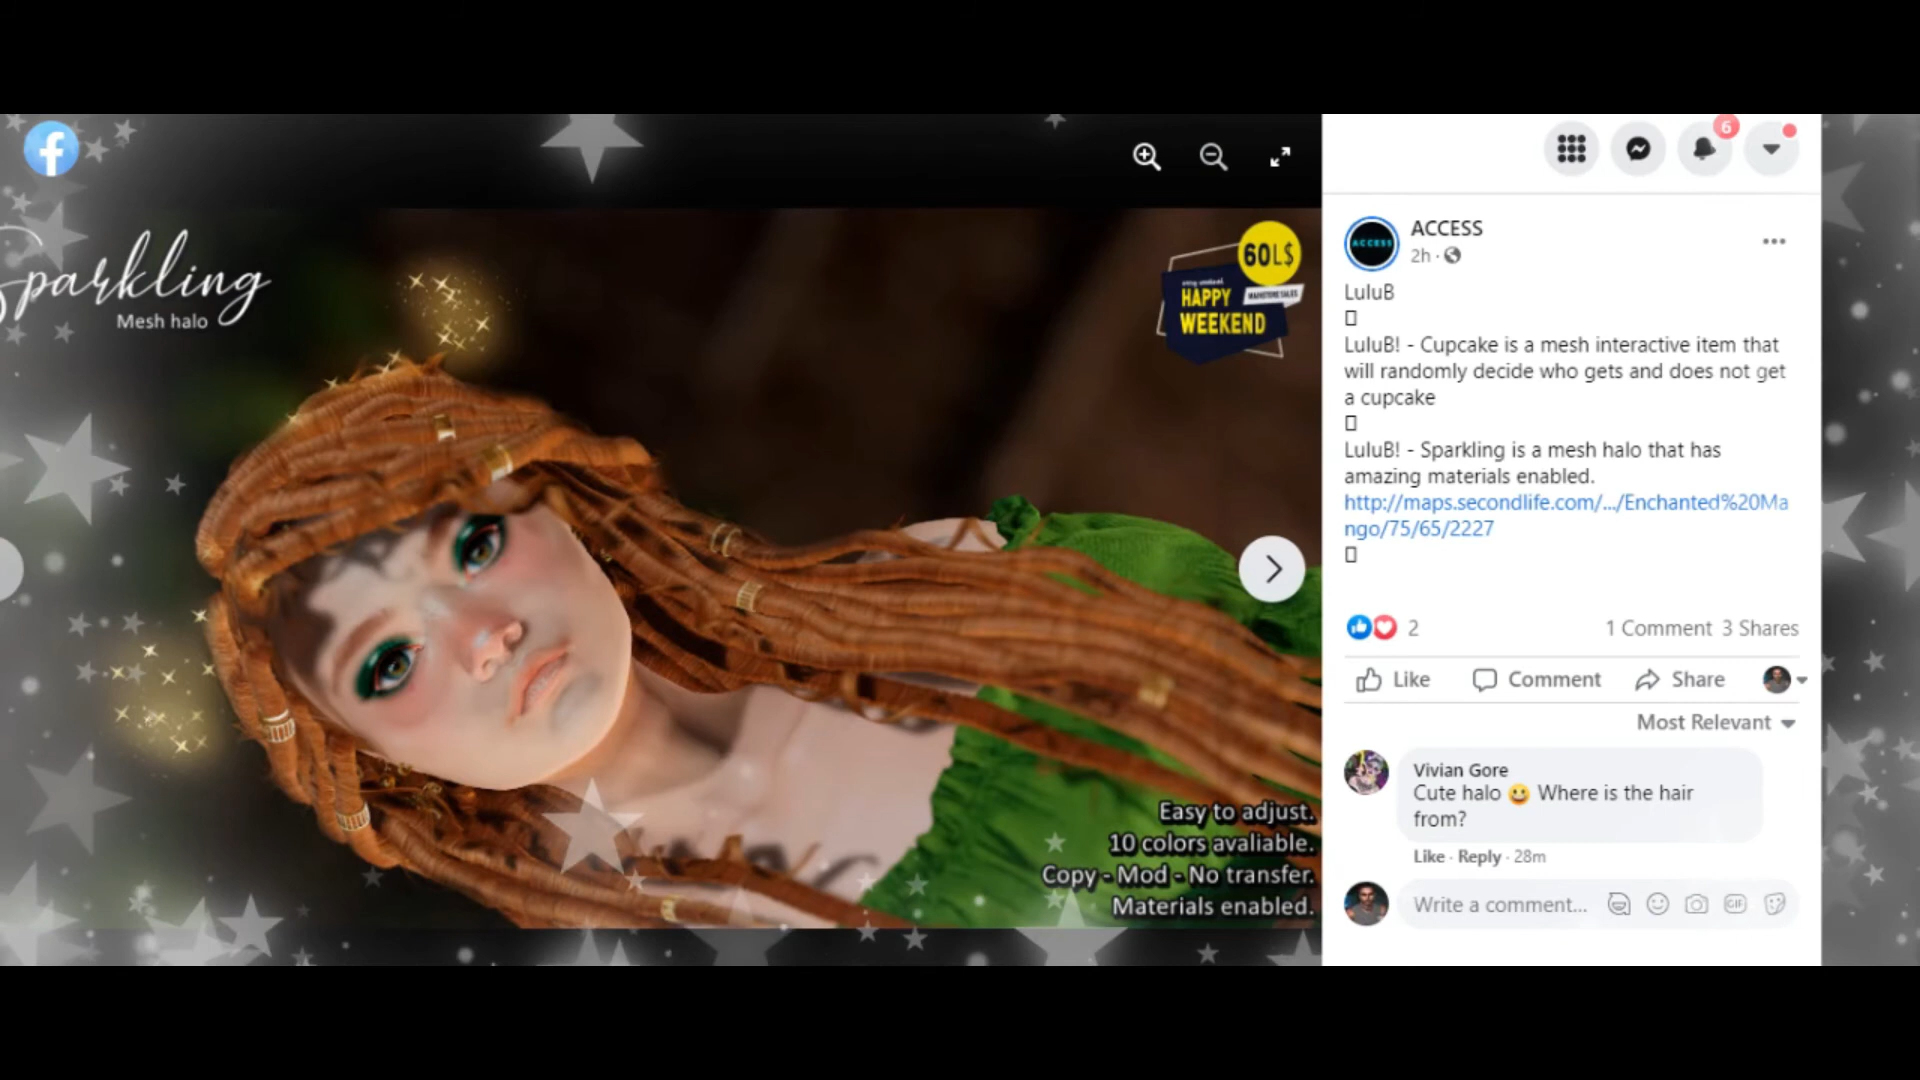 Sparkling
Mesh halo
60L$
HAPPY
WEEKEND
Easy to adjust.
10 colors avaliable.
Copy - Mod - No transfer.
Materials enabled.
6
ACCESS
ACCESS
2h ·
LuluB
LuluB! - Cupcake is a mesh interactive item that
will randomly decide who gets and does not get
a cupcake
LuluB! - Sparkling is a mesh halo that has
amazing materials enabled.
http://maps.secondlife.com/.../Enchanted%20Ma
ngo/75/65/2227
2
1 Comment 3 Shares
Like Comment Share
Most Relevant
Vivian Gore
Cute halo 😀 Where is the hair
from?
Like · Reply · 28m
Write a comment...
GIF